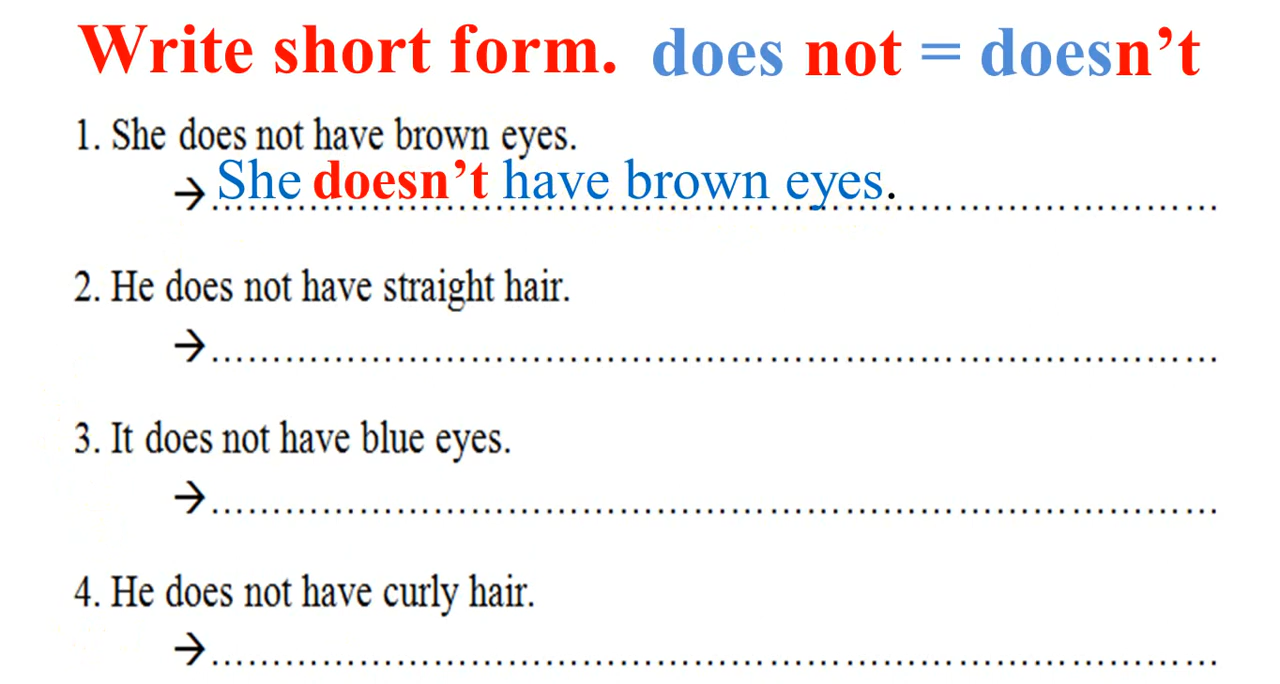 Write short form. does not = doesn’t
1. She does not have brown eyes.
→ She doesn’t have brown eyes.
2. He does not have straight hair.
→ ........................................................................
3. It does not have blue eyes.
→ ........................................................................
4. He does not have curly hair.
→ ........................................................................